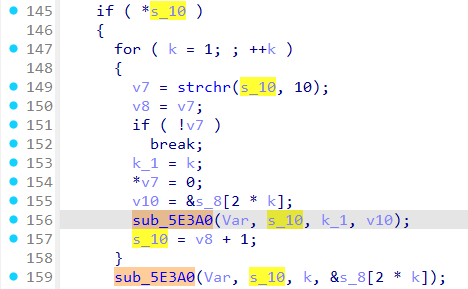 145 if ( *s_10 )
146 {
147 for ( k = 1; ; ++k )
148 {
149 v7 = strchr(s_10, 10);
150 v8 = v7;
151 if ( !v7 )
152 break;
153 k_1 = k;
154 *v7 = 0;
155 v10 = &s_8[2 * k];
156 sub_5E3A0(Var, s_10, k_1, v10);
157 s_10 = v8 + 1;
158 }
159 sub_5E3A0(Var, s_10, k, &s_8[2 * k]);